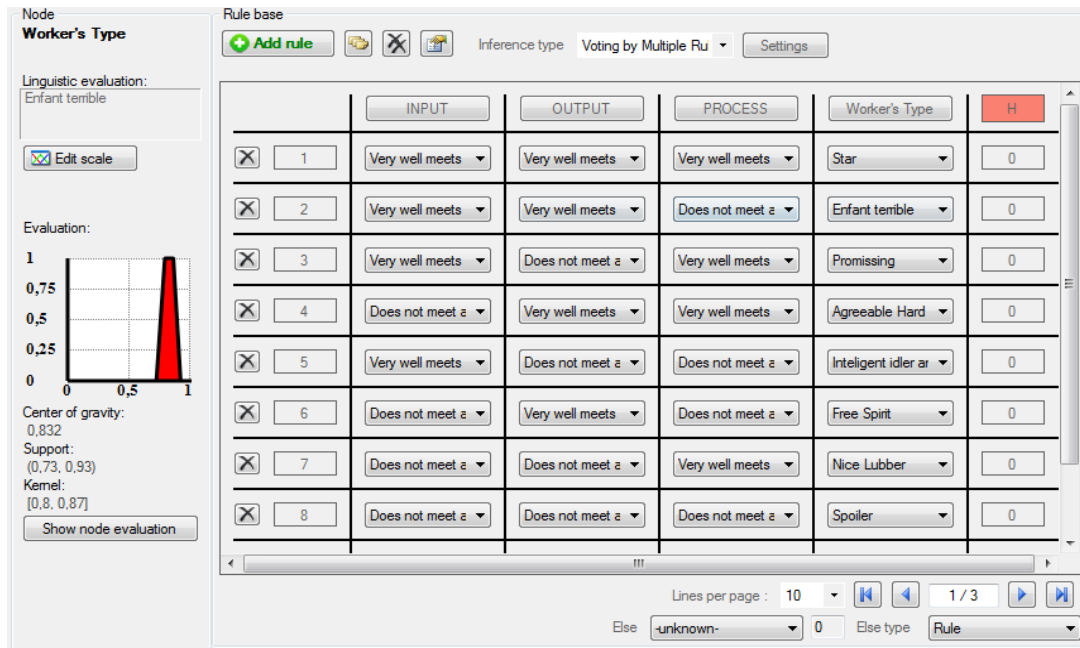 Node
Worker's Type
Linguistic evaluation:
Enfant terrible
Edit scale
Evaluation:
1
0,75
0,5
0,25
0
0 0,5 1
Center of gravity:
0,832
Support:
(0,73, 0,93)
Kernel:
[0,8, 0,87]
Show node evaluation
Rule base
Add rule Inference type Voting by Multiple Ru Settings
INPUT OUTPUT PROCESS Worker's Type H
1 Very well meets Very well meets Very well meets Star 0
2 Very well meets Very well meets Does not meet a Enfant terrible 0
3 Very well meets Does not meet a Very well meets Promissing 0
4 Does not meet a Very well meets Very well meets Agreeable Hard 0
5 Very well meets Does not meet a Does not meet a Inteligent idler ar 0
6 Does not meet a Very well meets Does not meet a Free Spirit 0
7 Does not meet a Does not meet a Very well meets Nice Lubber 0
8 Does not meet a Does not meet a Does not meet a Spoiler 0
Lines per page : 10 1 / 3
Else -unknown- 0 Else type Rule